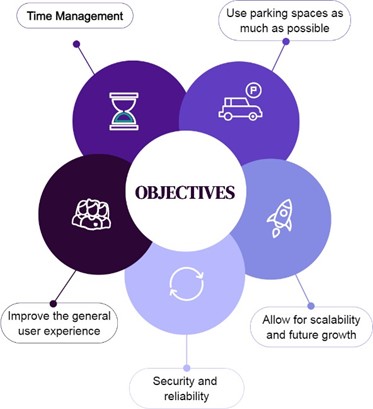 Time Management
Use parking spaces as
much as possible
P
OBJECTIVES
Improve the general
user experience
Allow for scalability
and future growth
Security and
reliability